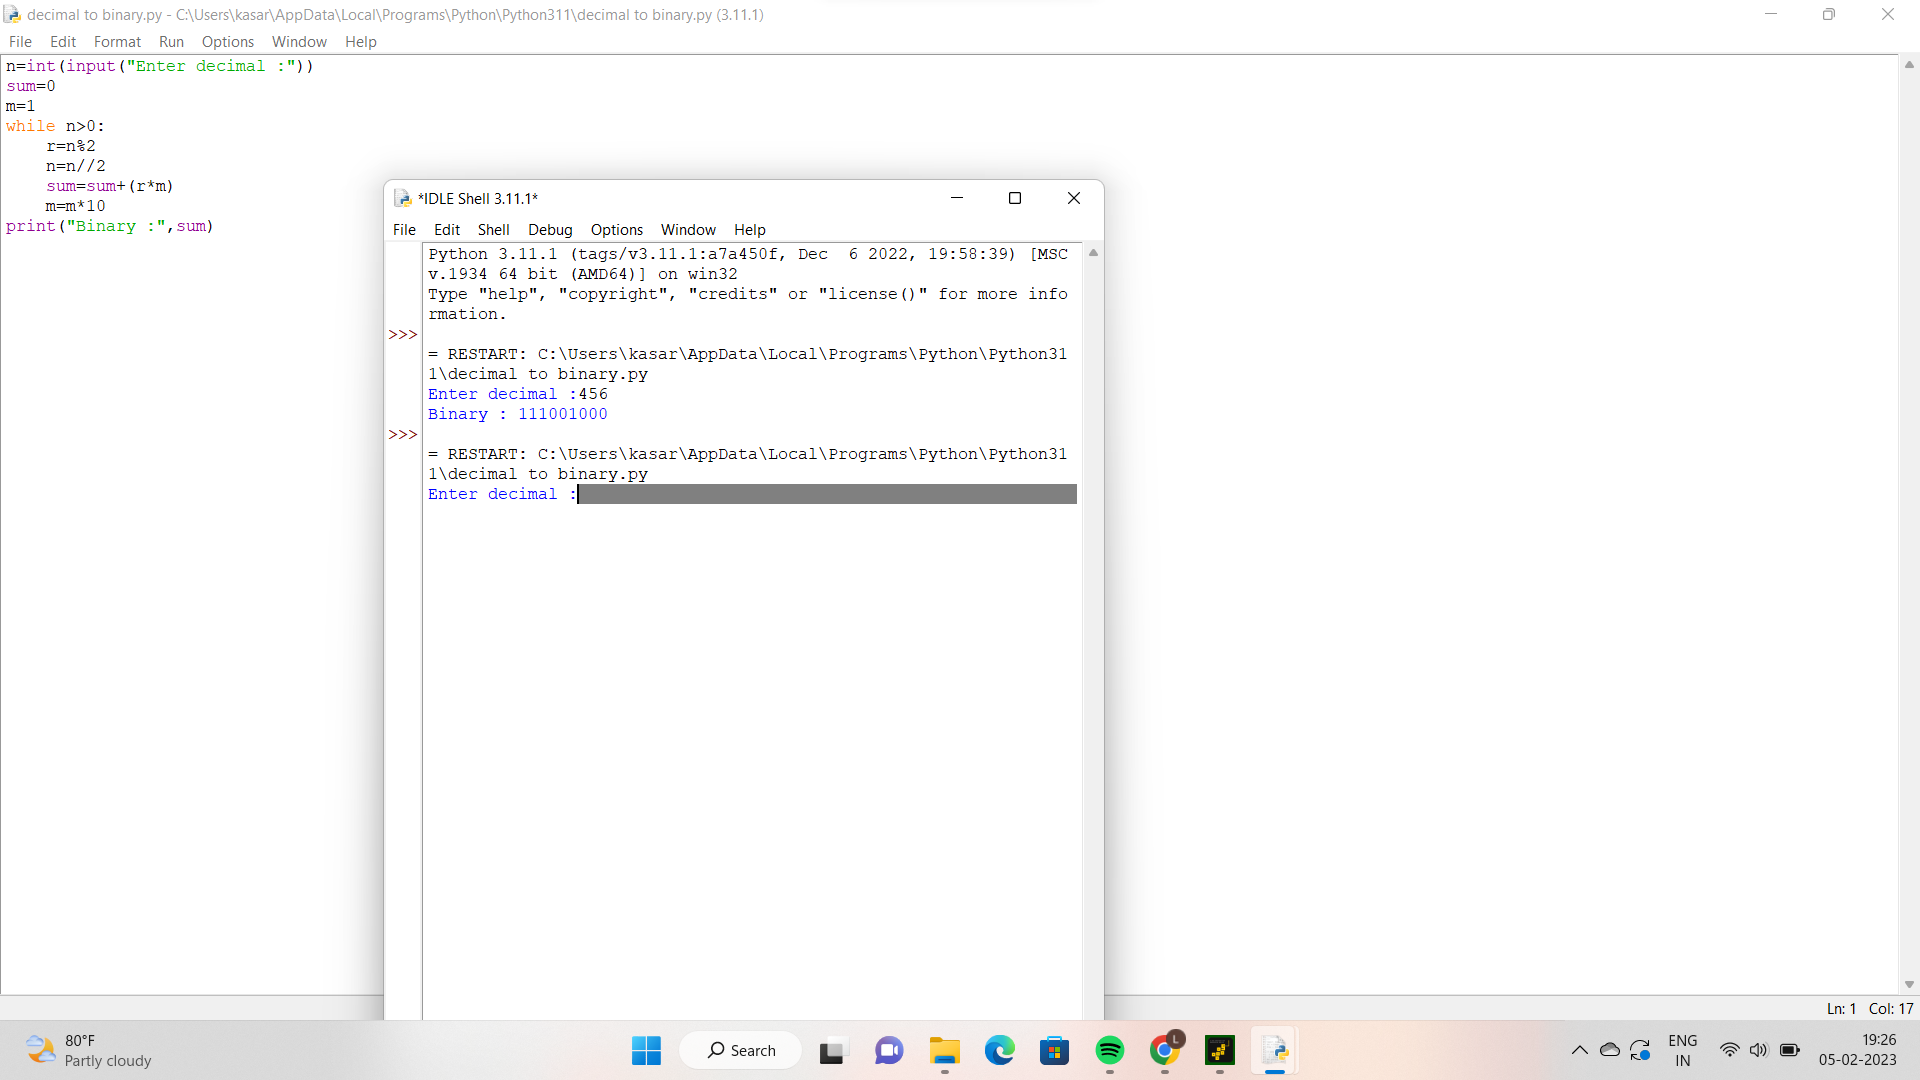 decimal to binary.py - C:\Users\kasar\AppData\Local\Programs\Python\Python311\decimal to binary.py (3.11.1)
File Edit Format Run Options Window Help
n=int(input("Enter decimal :"))
sum=0
m=1
while n>0:
    r=n%2
    n=n//2
    sum=sum+(r*m)
    m=m*10
print("Binary :",sum)
*IDLE Shell 3.11.1*
File Edit Shell Debug Options Window Help
Python 3.11.1 (tags/v3.11.1:a7a450f, Dec  6 2022, 19:58:39) [MSC
v.1934 64 bit (AMD64)] on win32
Type "help", "copyright", "credits" or "license()" for more info
rmation.
>>>
= RESTART: C:\Users\kasar\AppData\Local\Programs\Python\Python31
1\decimal to binary.py
Enter decimal :456
Binary : 111001000
>>>
= RESTART: C:\Users\kasar\AppData\Local\Programs\Python\Python31
1\decimal to binary.py
Enter decimal :
Ln: 1 Col: 17
80°F
Partly cloudy
Search
L
ENG
IN
19:26
05-02-2023